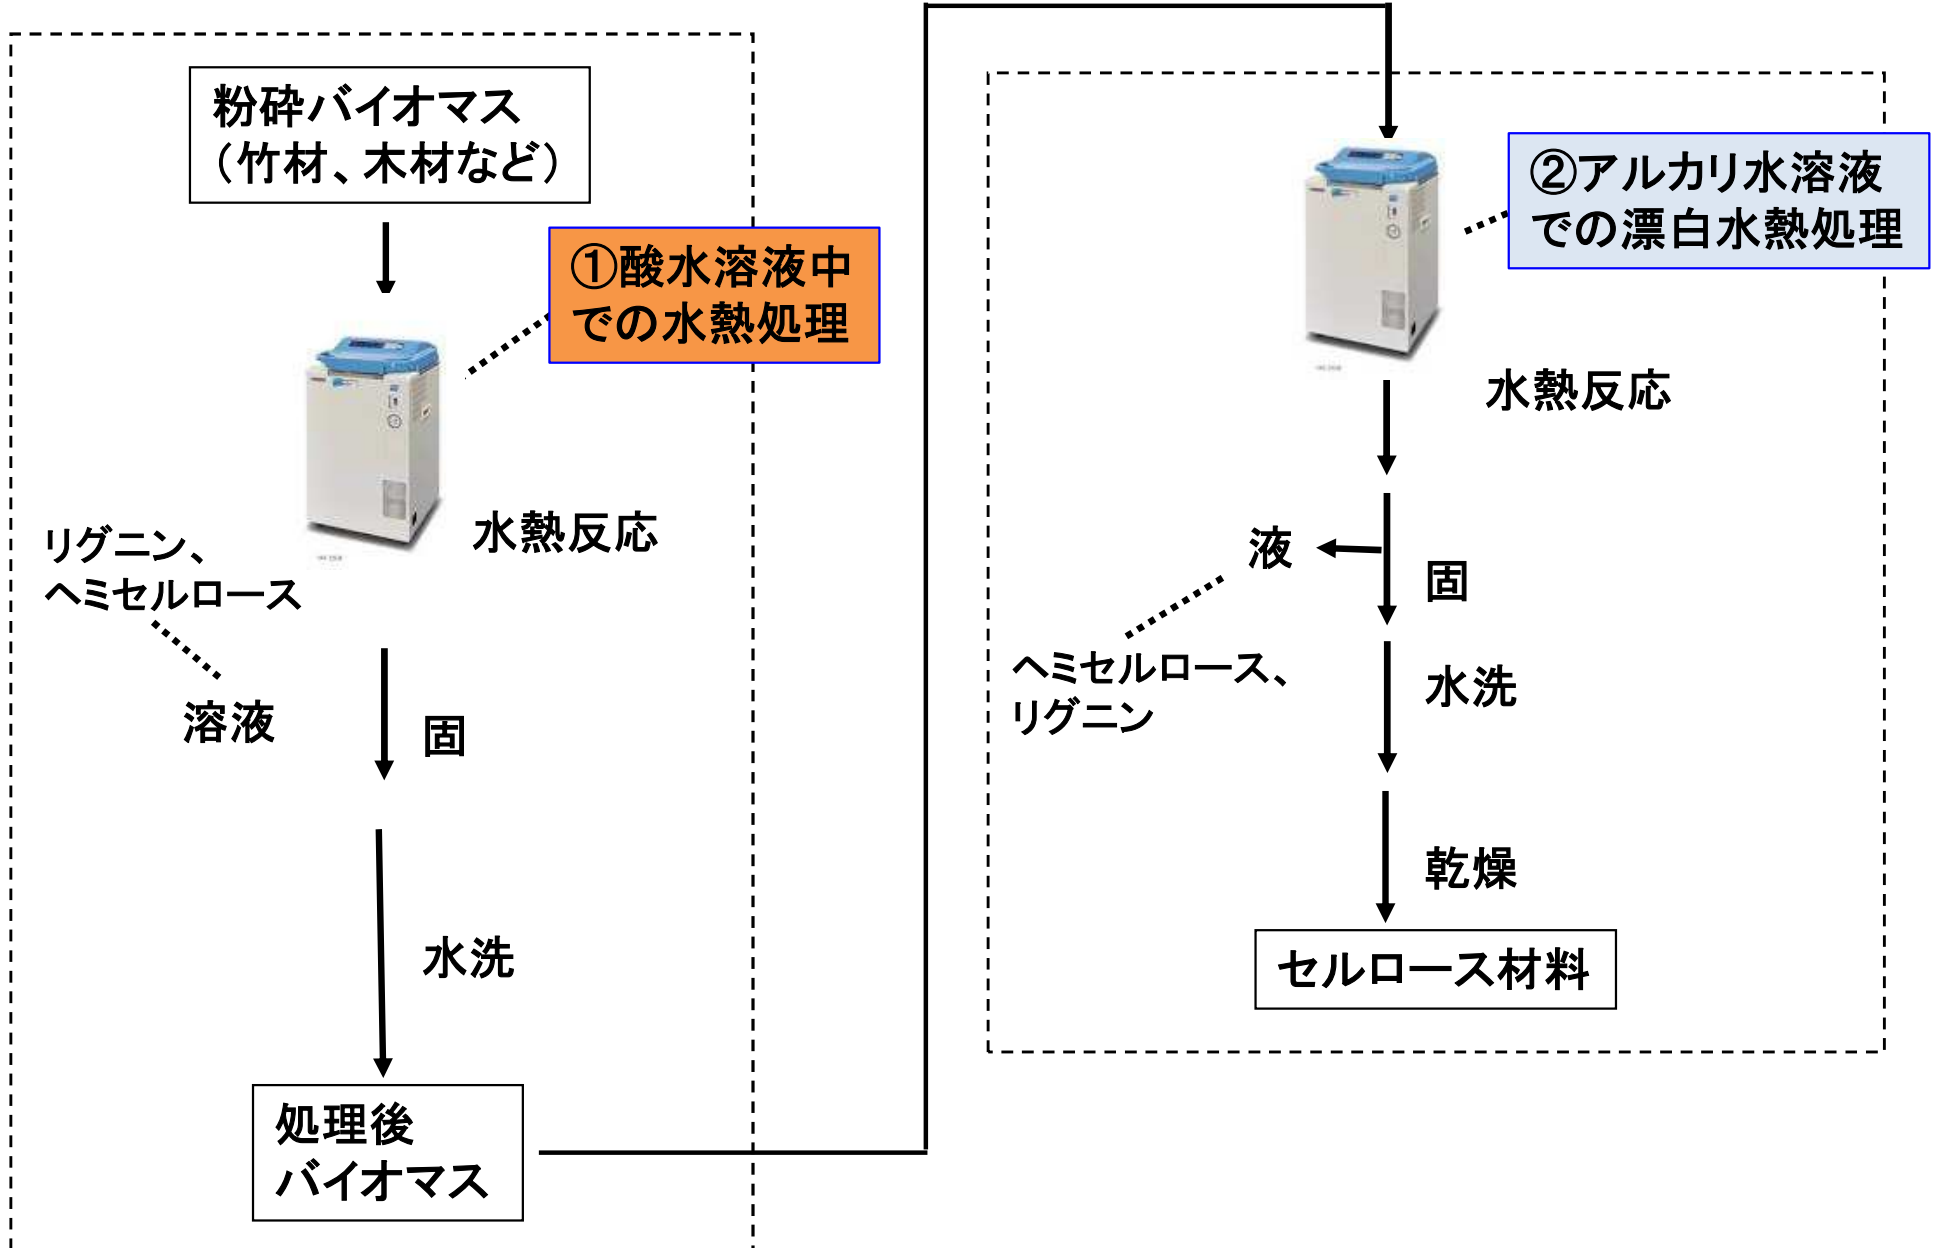 粉砕バイオマス
（竹材、木材など）
①酸水溶液中
での水熱処理
水熱反応
リグニン、
ヘミセルロース
溶液
固
水洗
処理後
バイオマス
②アルカリ水溶液
での漂白水熱処理
水熱反応
液
固
ヘミセルロース、
リグニン
水洗
乾燥
セルロース材料